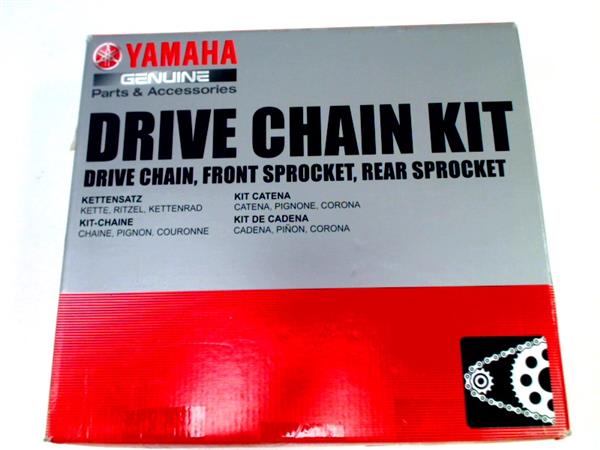 YAMAHA
GENUINE
Parts & Accessories
DRIVE CHAIN KIT
DRIVE CHAIN, FRONT SPROCKET, REAR SPROCKET
KETTENSATZ
KETTE, RITZEL, KETTENRAD
KIT-CHAINE
CHAINE, PIGNON, COURONNE
KIT CATENA
CATENA, PIGNONE, CORONA
KIT DE CADENA
CADENA, PIÑON, CORONA